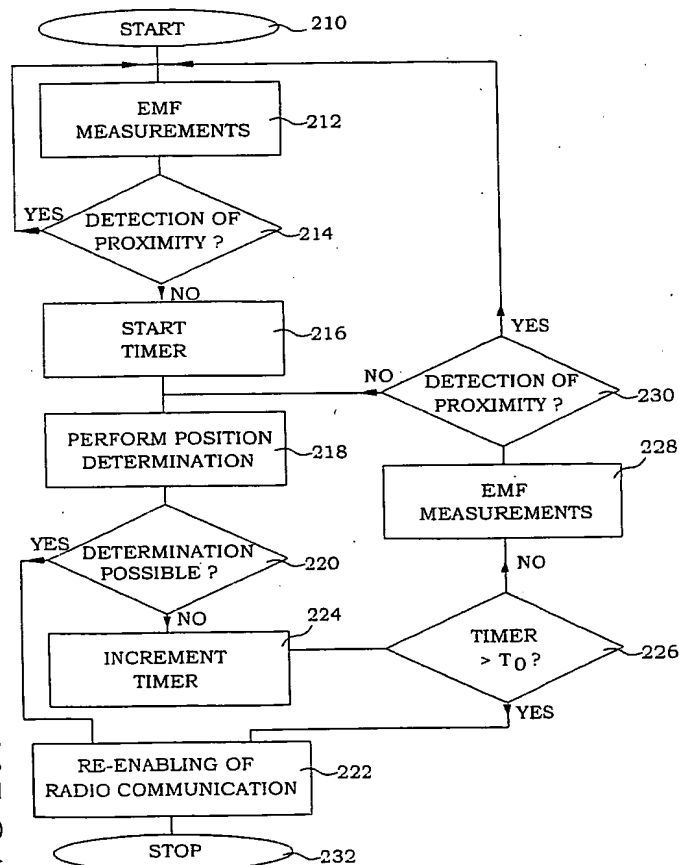 START
210
EMF
MEASUREMENTS
212
YES
DETECTION OF
PROXIMITY ?
214
NO
START
TIMER
216
YES
NO
DETECTION OF
PROXIMITY ?
230
PERFORM POSITION
DETERMINATION
218
228
EMF
MEASUREMENTS
YES
DETERMINATION
POSSIBLE ?
220
NO
NO
224
INCREMENT
TIMER
TIMER
> T0 ?
226
YES
RE-ENABLING OF
RADIO COMMUNICATION
222
STOP
232